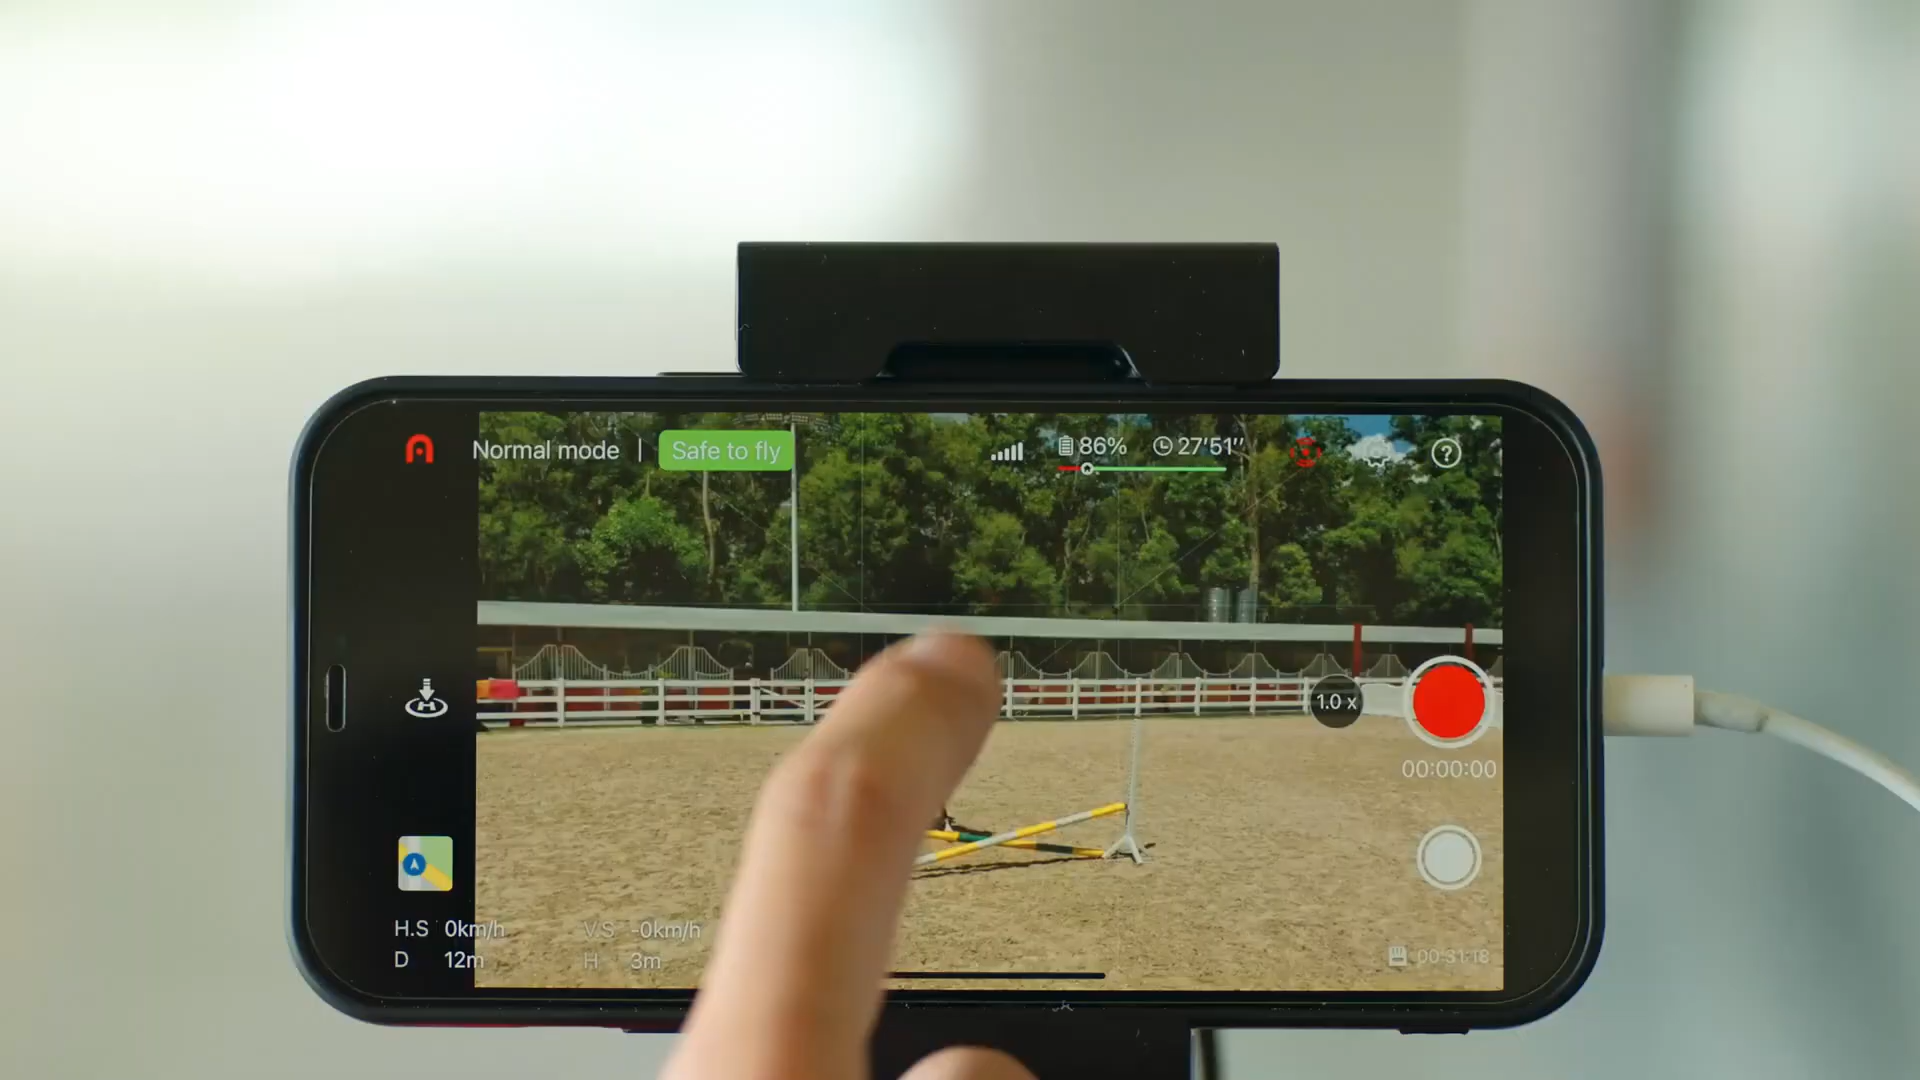 Normal mode | Safe to fly
86% 27'51''
1.0 x
00:00:00
H.S 0km/h V.S -0km/h
D 12m H 3m
00:31:18